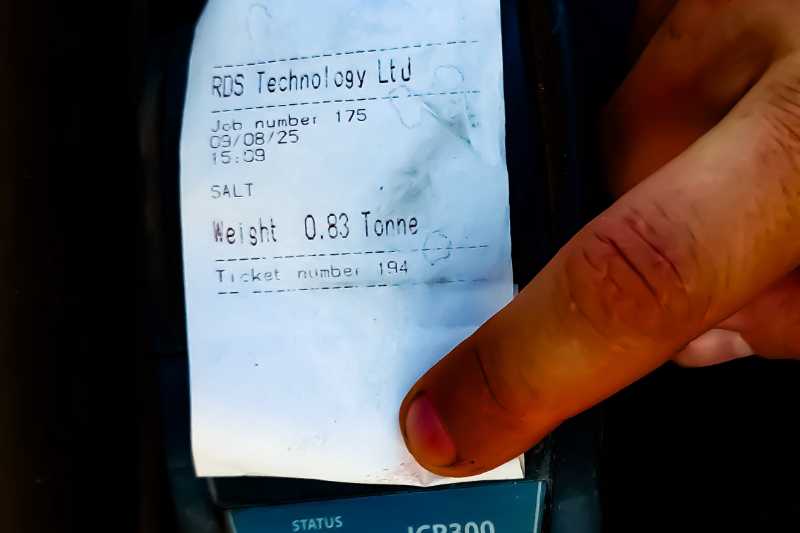 RDS Technology Ltd
Job number 175
09/08/25
15:09
SALT
Weight 0.83 Tonne
Ticket number 194
STATUS
ICP300